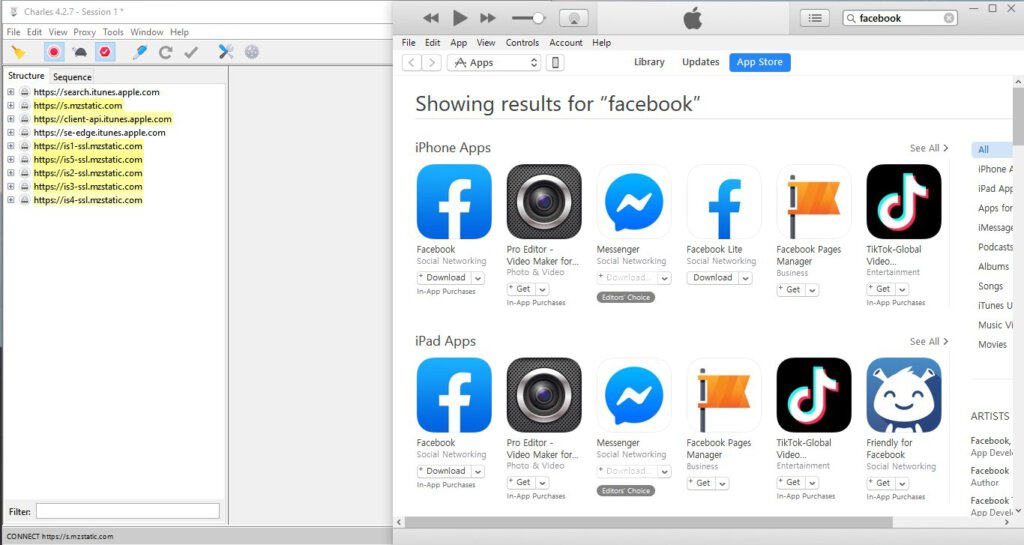 Charles 4.2.7 - Session 1 *
File Edit View Proxy Tools Window Help
Structure Sequence
https://search.itunes.apple.com
https://s.mzstatic.com
https://client-api.itunes.apple.com
https://se-edge.itunes.apple.com
https://is1-ssl.mzstatic.com
https://is5-ssl.mzstatic.com
https://is2-ssl.mzstatic.com
https://is3-ssl.mzstatic.com
https://is4-ssl.mzstatic.com
Filter:
CONNECT https://s.mzstatic.com
facebook
File Edit App View Controls Account Help
Apps
Library Updates App Store
Showing results for "facebook"
iPhone Apps See All >
Facebook
Social Networking
+ Download
In-App Purchases
Pro Editor -
Video Maker for...
Photo & Video
+ Get
In-App Purchases
Messenger
Social Networking
+ Download...
Editors' Choice
Facebook Lite
Social Networking
Download
Facebook Pages
Manager
Business
+ Get
TikTok-Global
Video...
Entertainment
+ Get
In-App Purchases
iPad Apps See All >
Facebook
Social Networking
+ Download
In-App Purchases
Pro Editor -
Video Maker for...
Photo & Video
+ Get
In-App Purchases
Messenger
Social Networking
+ Download...
Editors' Choice
Facebook Pages
Manager
Business
+ Get
TikTok-Global
Video...
Entertainment
+ Get
In-App Purchases
Friendly for
Facebook
Social Networking
+ Get
In-App Purchases
All
iPhone A
iPad App
Apps for
iMessage
Podcasts
Albums
Songs
iTunes U
Music Vi
Movies
ARTISTS
Facebook,
App Devel
Facebook
Author
Facebook T
App Devel